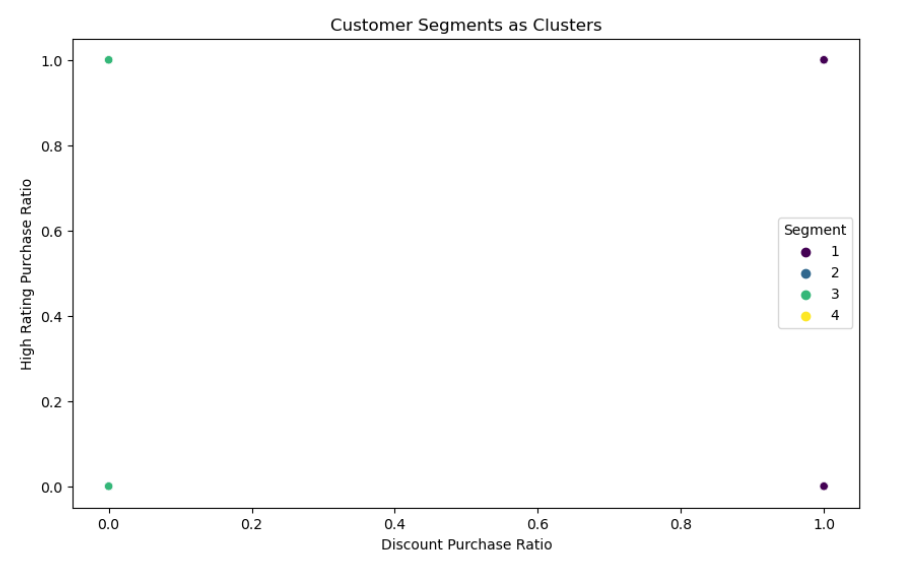 Customer Segments as Clusters
High Rating Purchase Ratio
1.0
0.8
0.6
0.4
0.2
0.0
Segment
1
2
3
4
0.0 0.2 0.4 0.6 0.8 1.0
Discount Purchase Ratio